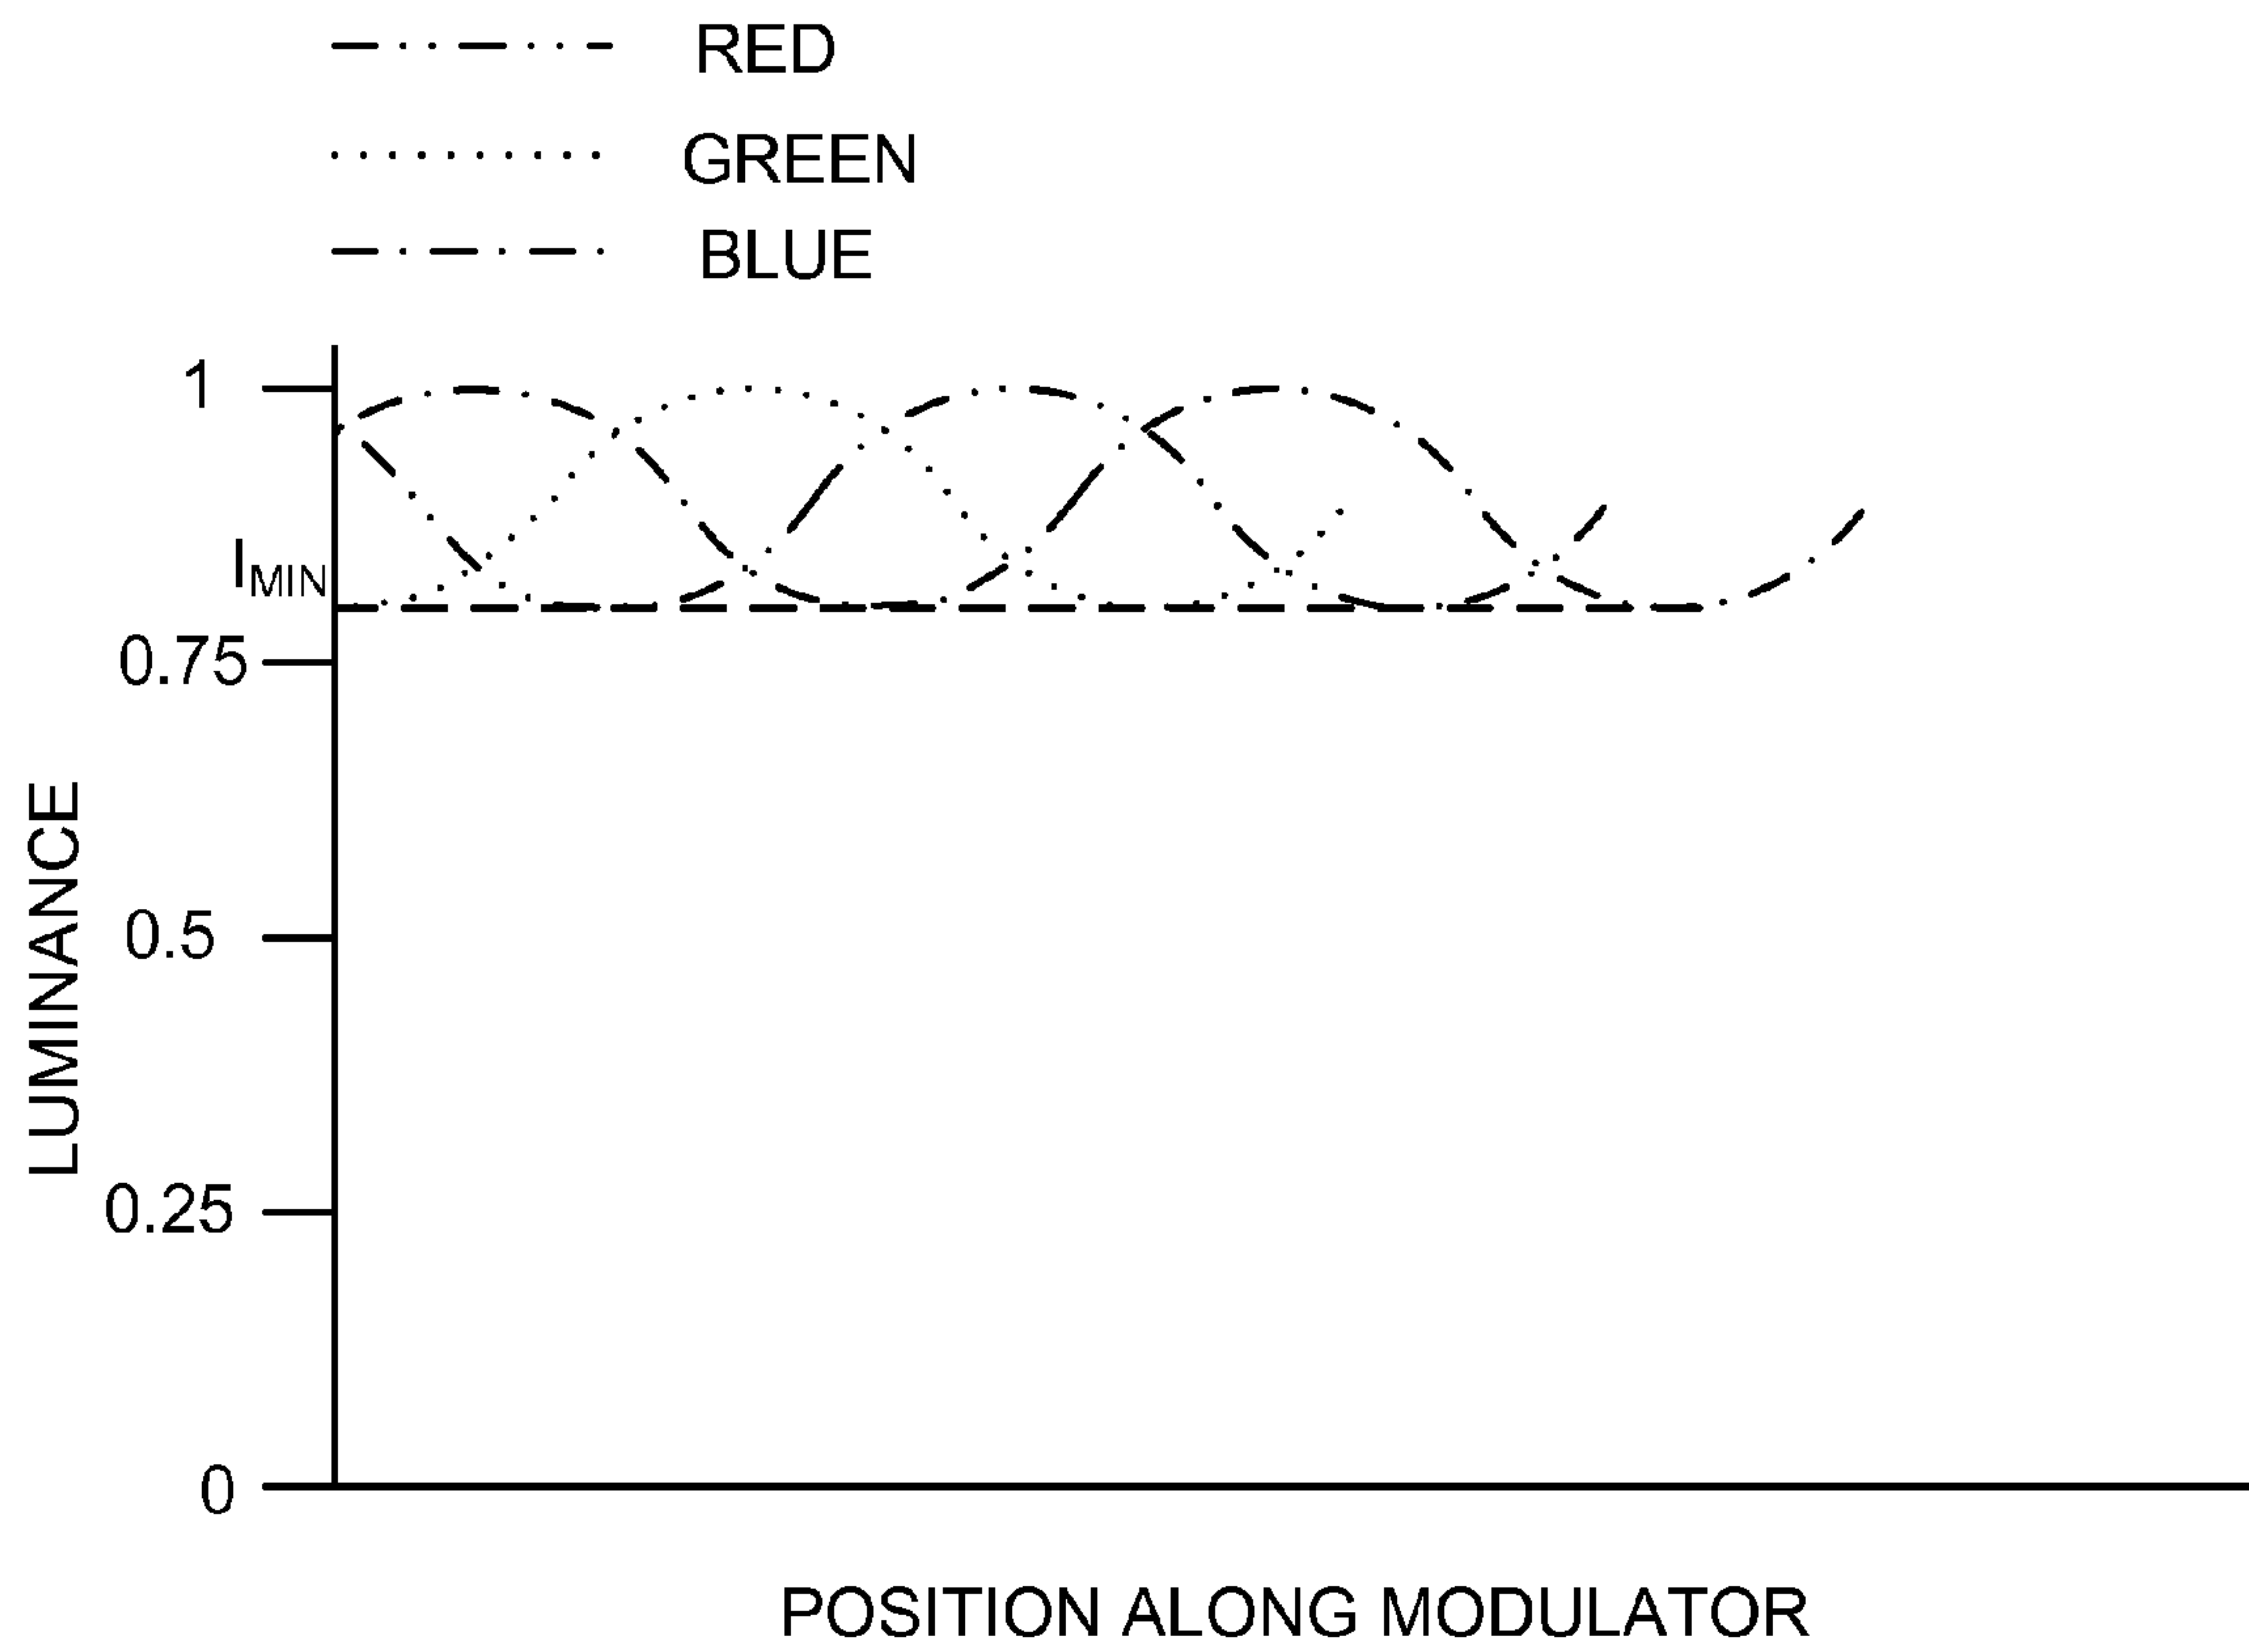 RED
GREEN
BLUE
1
IMIN
0.75
0.5
0.25
0
LUMINANCE
POSITION ALONG MODULATOR